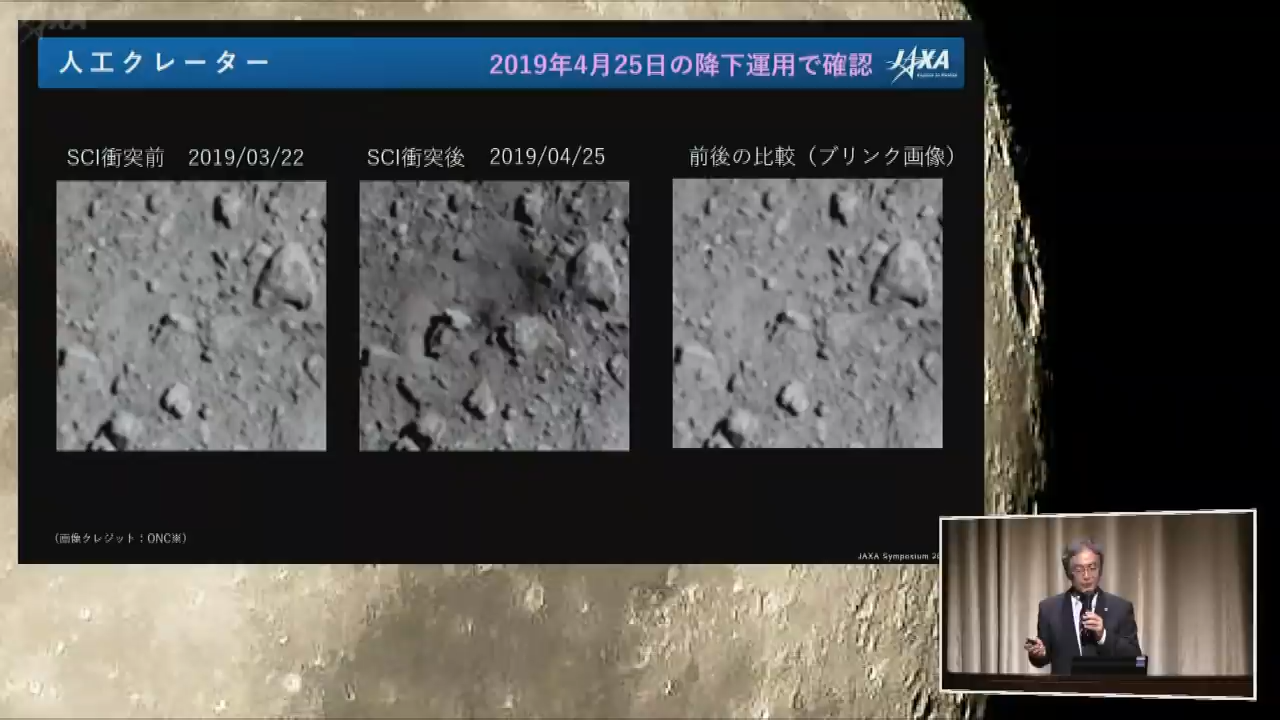 人工クレーター
2019年4月25日の降下運用で確認
JAXA
SCI衝突前 2019/03/22
SCI衝突後 2019/04/25
前後の比較（ブリンク画像）
（画像クレジット：ONC※）
JAXA Symposium